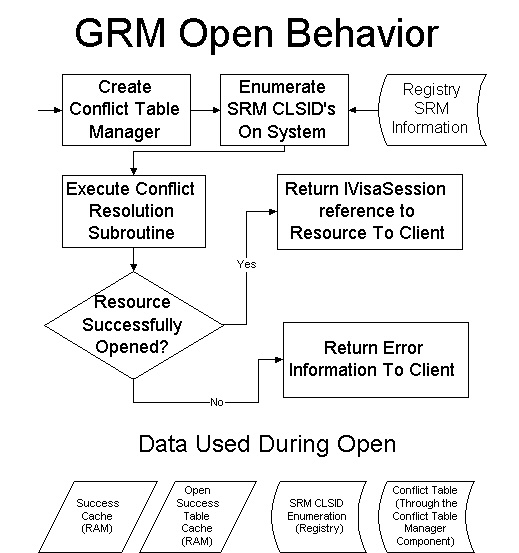 GRM Open Behavior
Create
Conflict Table
Manager
Enumerate
SRM CLSID's
On System
Registry
SRM
Information
Execute Conflict
Resolution
Subroutine
Return IVisaSession
reference to
Resource To Client
Yes
Resource
Successfully
Opened?
Return Error
Information To Client
No
Data Used During Open
Success
Cache
(RAM)
Open
Success
Table
Cache (RAM)
SRM CLSID
Enumeration
(Registry)
Conflict Table
(Through the
Conflict Table
Manager
Component)